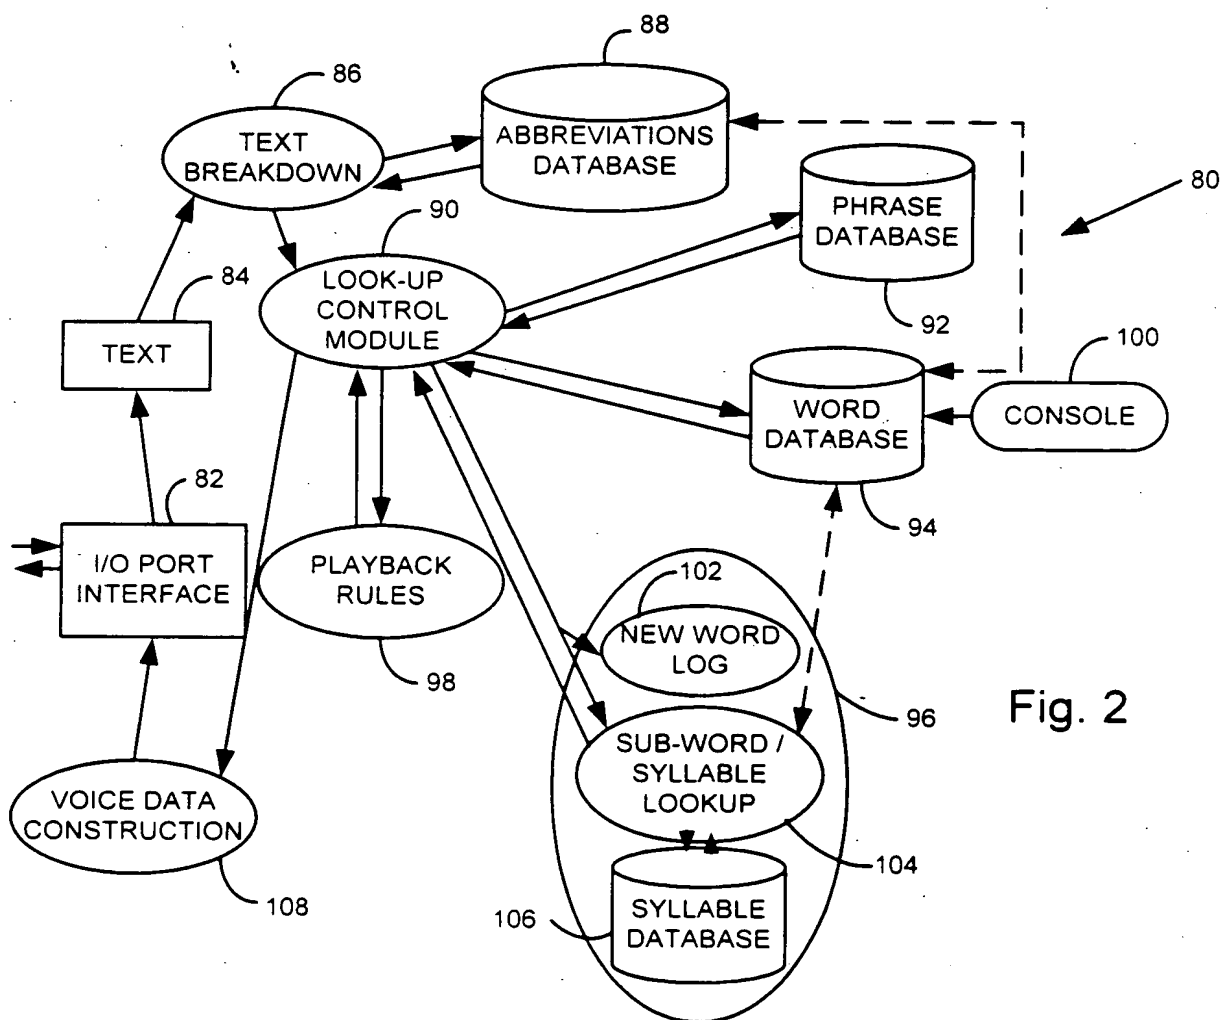 88
86
TEXT
BREAKDOWN
ABBREVIATIONS
DATABASE
80
PHRASE
DATABASE
90
84
LOOK-UP
CONTROL
MODULE
92
TEXT
100
WORD
DATABASE
CONSOLE
82
94
I/O PORT
INTERFACE
PLAYBACK
RULES
102
NEW WORD
LOG
98
96
Fig. 2
SUB-WORD /
SYLLABLE
LOOKUP
VOICE DATA
CONSTRUCTION
104
108
106
SYLLABLE
DATABASE